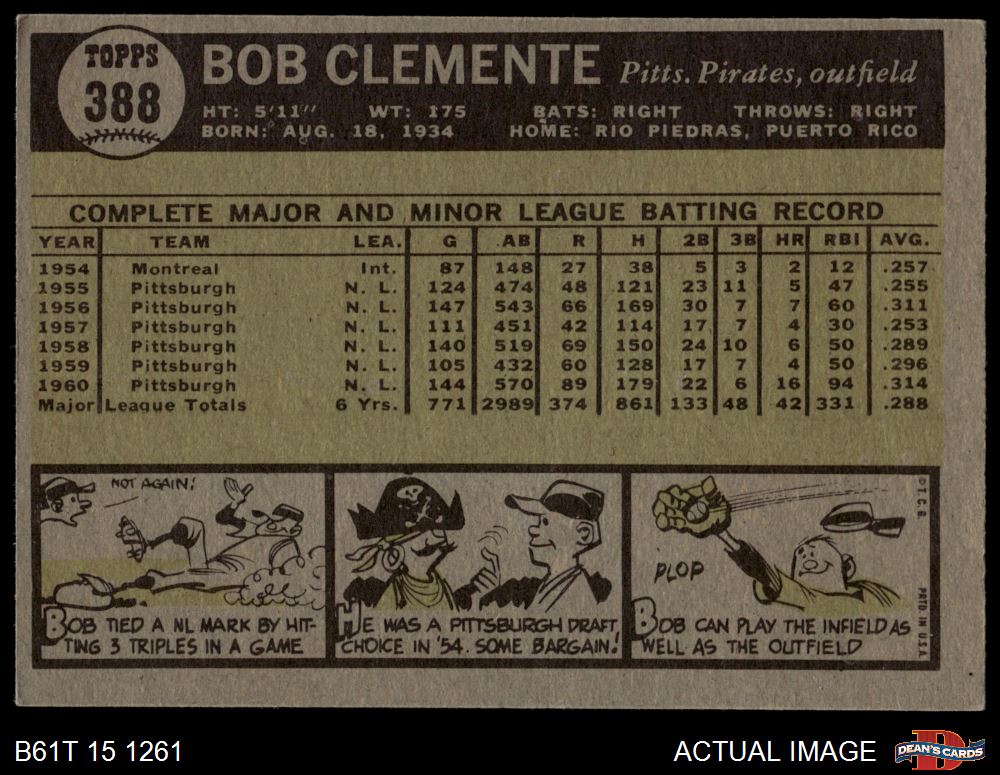 TOPPS
388
BOB CLEMENTE Pitts. Pirates, outfield
HT: 5'11" WT: 175 BATS: RIGHT THROWS: RIGHT
BORN: AUG. 18, 1934 HOME: RIO PIEDRAS, PUERTO RICO
COMPLETE MAJOR AND MINOR LEAGUE BATTING RECORD
YEAR TEAM LEA. G AB R H 2B 3B HR RBI AVG.
1954 Montreal Int. 87 148 27 38 5 3 2 12 .257
1955 Pittsburgh N. L. 124 474 48 121 23 11 5 47 .255
1956 Pittsburgh N. L. 147 543 66 169 30 7 7 60 .311
1957 Pittsburgh N. L. 111 451 42 114 17 7 4 30 .253
1958 Pittsburgh N. L. 140 519 69 150 24 10 6 50 .289
1959 Pittsburgh N. L. 105 432 60 128 17 7 4 50 .296
1960 Pittsburgh N. L. 144 570 89 179 22 6 16 94 .314
Major League Totals 6 Yrs. 771 2989 374 861 133 48 42 331 .288
NOT AGAIN!
BOB TIED A NL MARK BY HIT-
TING 3 TRIPLES IN A GAME
HE WAS A PITTSBURGH DRAFT
CHOICE IN '54. SOME BARGAIN!
PLOP
BOB CAN PLAY THE INFIELD AS
WELL AS THE OUTFIELD
© T. C. G.
PRTD. IN U.S.A.
B61T 15 1261
ACTUAL IMAGE
D
DEAN'S CARDS